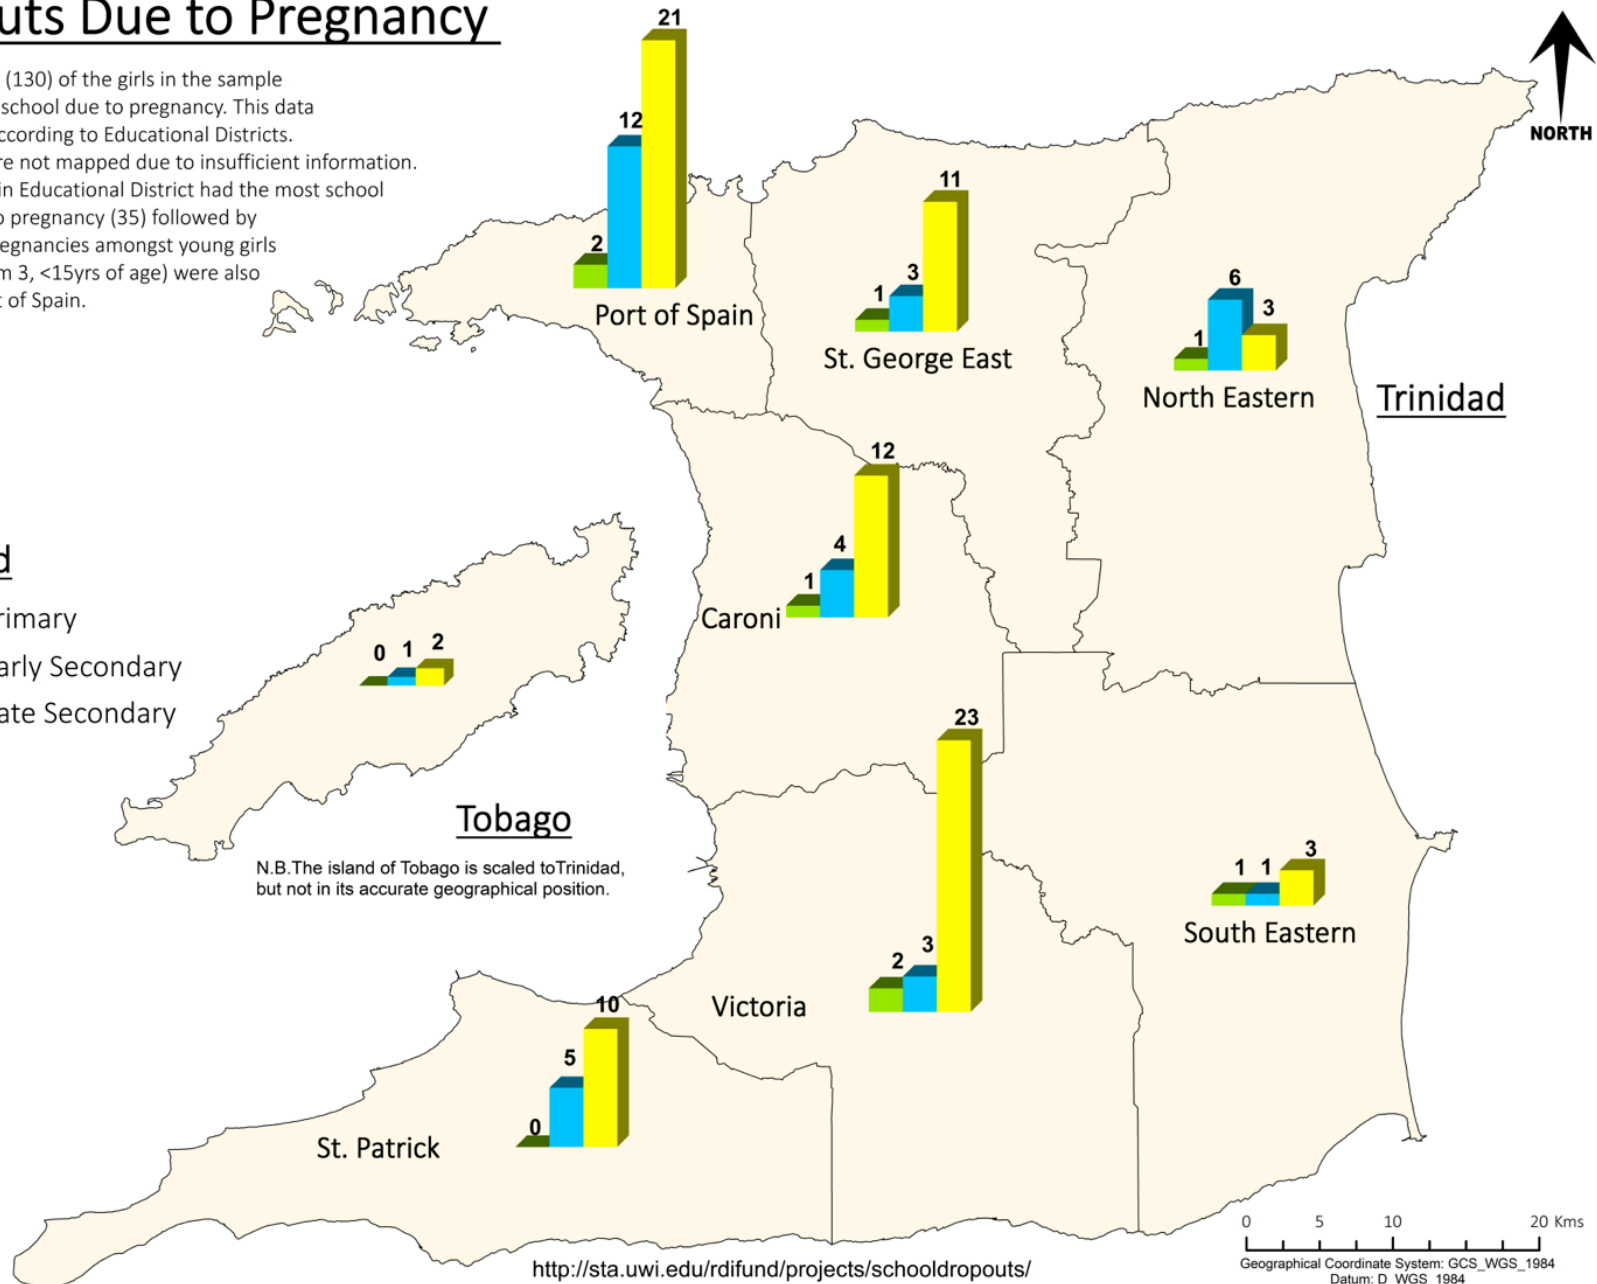 uts Due to Pregnancy
(130) of the girls in the sample
school due to pregnancy. This data
ccording to Educational Districts.
re not mapped due to insufficient information.
in Educational District had the most school
o pregnancy (35) followed by
egnancies amongst young girls
m 3, <15yrs of age) were also
t of Spain.
NORTH
21
12
2
Port of Spain
11
3
1
St. George East
6
3
1
North Eastern
Trinidad
12
4
1
Caroni
d
rimary
arly Secondary
ate Secondary
0 1 2
Tobago
N.B.The island of Tobago is scaled toTrinidad,
but not in its accurate geographical position.
23
3
2
Victoria
1 1 3
South Eastern
10
5
0
St. Patrick
0 5 10 20 Kms
Geographical Coordinate System: GCS_WGS_1984
Datum: D_WGS_1984
http://sta.uwi.edu/rdifund/projects/schooldropouts/